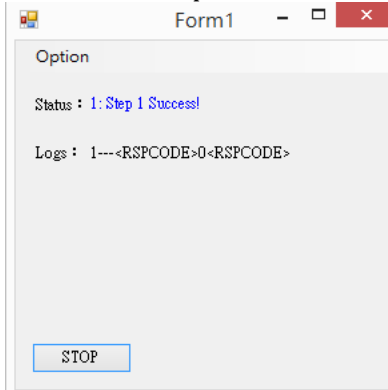 Form1
Option
Status： 1: Step 1 Success!
Logs： 1---<RSPCODE>0<RSPCODE>
STOP